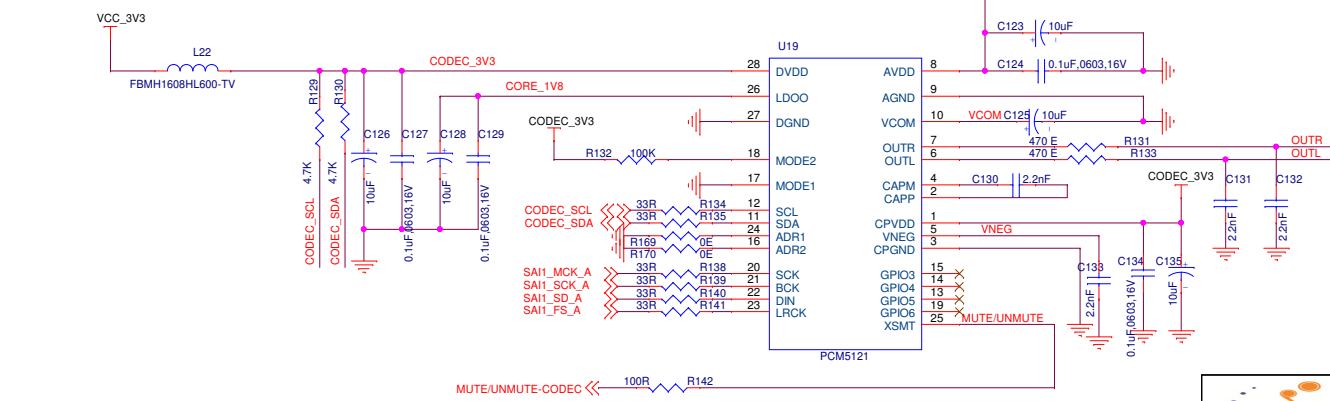 VCC_3V3
L22
FBMH1608HL600-TV
CODEC_3V3
CORE_1V8
R129
R130
4.7K
4.7K
CODEC_SCL
CODEC_SDA
C126
C127
C128
C129
10uF
0.1uF,0603,16V
10uF
0.1uF,0603,16V
CODEC_3V3
R132
100K
CODEC_SCL
33R
R134
CODEC_SDA
33R
R135
R169
0E
R170
0E
SAI1_MCK_A
33R
R138
SAI1_SCK_A
33R
R139
SAI1_SD_A
33R
R140
SAI1_FS_A
33R
R141
MUTE/UNMUTE-CODEC
100R
R142
U19
28 DVDD
26 LDOO
27 DGND
18 MODE2
17 MODE1
12 SCL
11 SDA
24 ADR1
16 ADR2
20 SCK
21 BCK
22 DIN
23 LRCK
AVDD 8
AGND 9
VCOM 10
OUTR 7
OUTL 6
CAPM 4
CAPP 2
CPVDD 1
VNEG 5
CPGND 3
GPIO3 15
GPIO4 14
GPIO5 13
GPIO6 19
XSMT 25
PCM5121
C123
10uF
C124
0.1uF,0603,16V
VCOM
C125
10uF
470 E
R131
470 E
R133
OUTR
OUTL
C130
2.2nF
CODEC_3V3
C131
C132
2.2nF
2.2nF
VNEG
C133
C134
C135
2.2nF
0.1uF,0603,16V
10uF
MUTE/UNMUTE